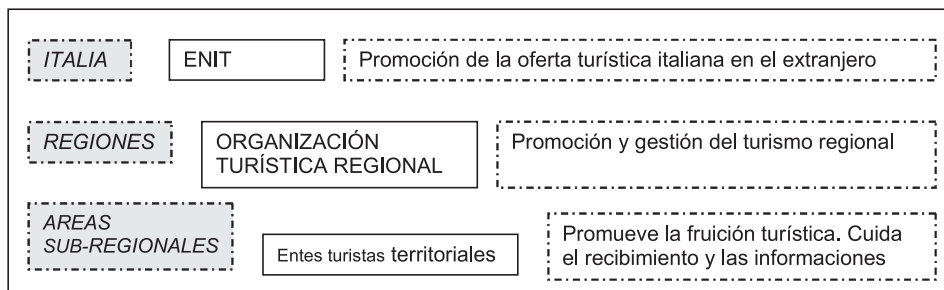 ITALIA
ENIT
Promoción de la oferta turística italiana en el extranjero
REGIONES
ORGANIZACIÓN
TURÍSTICA REGIONAL
Promoción y gestión del turismo regional
AREAS
SUB-REGIONALES
Entes turistas territoriales
Promueve la fruición turística. Cuida
el recibimiento y las informaciones